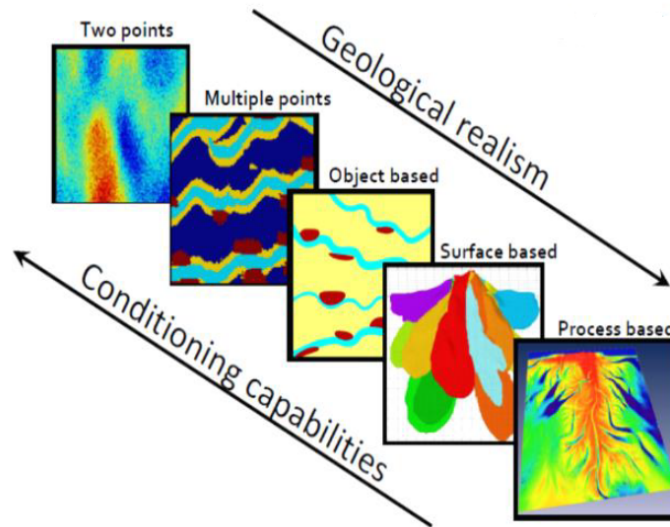 Two points
Geological realism
Multiple points
Object based
Surface based
Process based
Conditioning capabilities